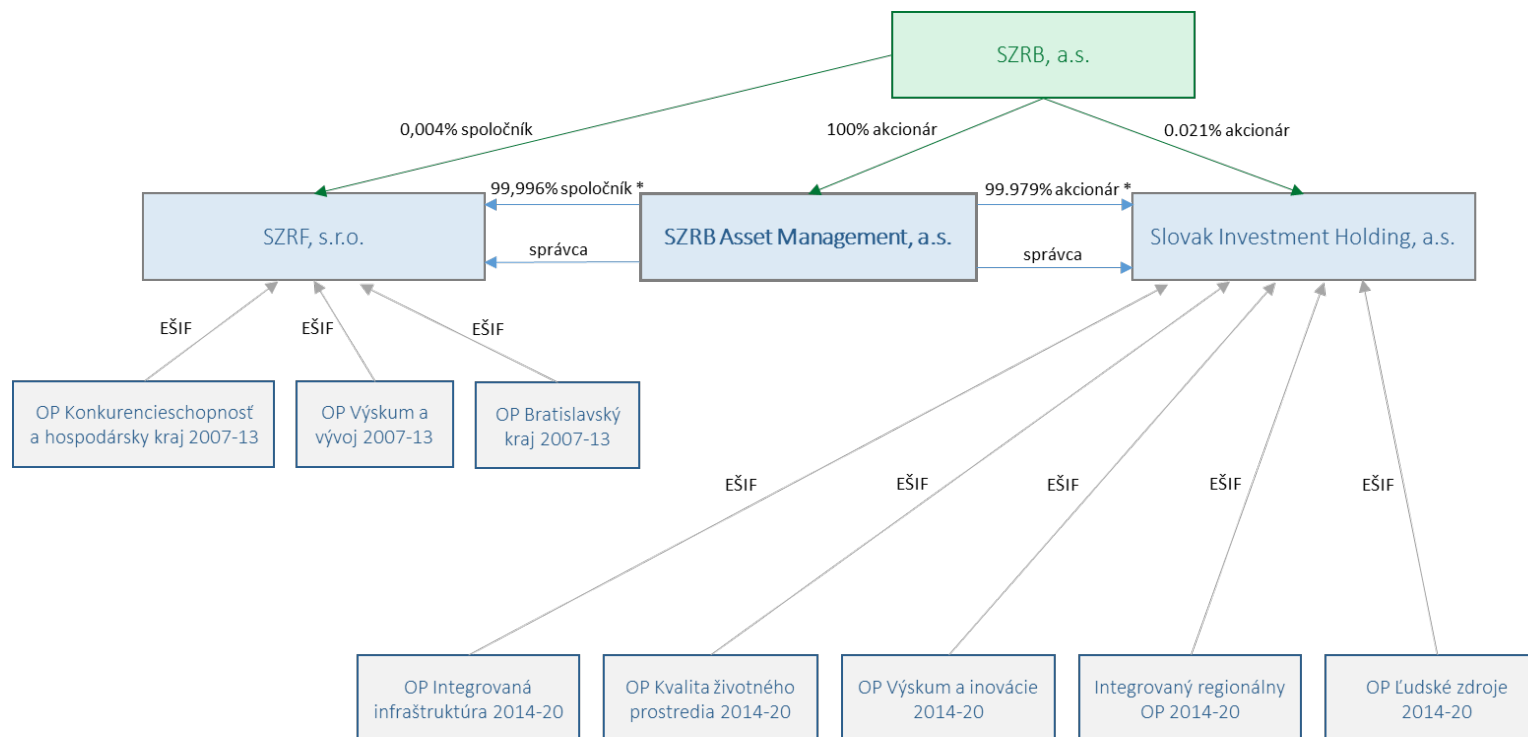 SZRB, a.s.
0,004% spoločník
100% akcionár
0.021% akcionár
99,996% spoločník *
99.979% akcionár *
SZRF, s.r.o.
SZRB Asset Management, a.s.
Slovak Investment Holding, a.s.
správca
správca
EŠIF
EŠIF
EŠIF
OP Konkurencieschopnosť
a hospodársky kraj 2007-13
OP Výskum a
vývoj 2007-13
OP Bratislavský
kraj 2007-13
EŠIF
EŠIF
EŠIF
EŠIF
EŠIF
OP Integrovaná
infraštruktúra 2014-20
OP Kvalita životného
prostredia 2014-20
OP Výskum a inovácie
2014-20
Integrovaný regionálny
OP 2014-20
OP Ľudské zdroje
2014-20